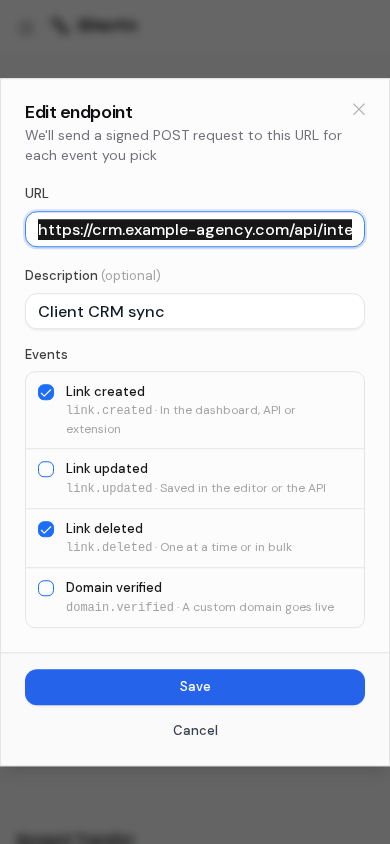 Edit endpoint
We'll send a signed POST request to this URL for
each event you pick
URL
https://crm.example-agency.com/api/inte
Description (optional)
Client CRM sync
Events
Link created
link.created · In the dashboard, API or
extension
Link updated
link.updated · Saved in the editor or the API
Link deleted
link.deleted · One at a time or in bulk
Domain verified
domain.verified · A custom domain goes live
Save
Cancel